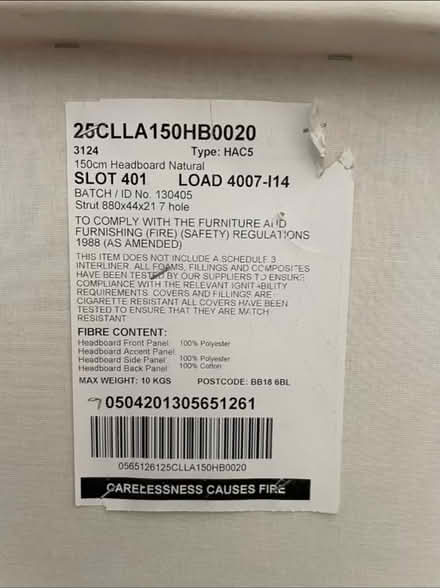 25CLLA150HB0020
3124 Type: HAC5
150cm Headboard Natural
SLOT 401 LOAD 4007-I14
BATCH / ID No. 130405
Strut 880x44x21 7 hole
TO COMPLY WITH THE FURNITURE AND
FURNISHING (FIRE) (SAFETY) REGULATIONS
1988 (AS AMENDED)
THIS ITEM DOES NOT INCLUDE A SCHEDULE 3
INTERLINER. ALL FOAMS, FILLINGS AND COMPOSITES
HAVE BEEN TESTED BY OUR SUPPLIERS TO ENSURE
COMPLIANCE WITH THE RELEVANT IGNITABILITY
REQUIREMENTS. COVERS AND FILLINGS ARE
CIGARETTE RESISTANT ALL COVERS HAVE BEEN
TESTED TO ENSURE THAT THEY ARE MATCH
RESISTANT
FIBRE CONTENT:
Headboard Front Panel: 100% Polyester
Headboard Accent Panel:
Headboard Side Panel: 100% Polyester
Headboard Back Panel: 100% Cotton
MAX WEIGHT: 10 KGS POSTCODE: BB18 6BL
0504201305651261
0565126125CLLA150HB0020
CARELESSNESS CAUSES FIRE